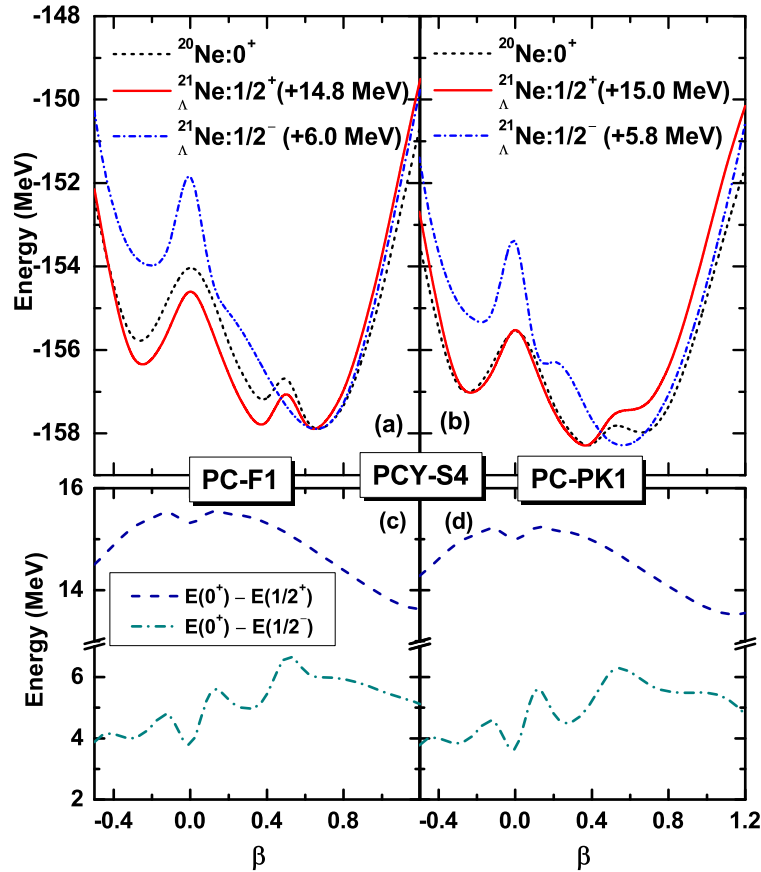 -148
-150
-152
-154
-156
-158
Energy (MeV)
²⁰Ne:0⁺
²¹ΛNe:1/2⁺(+14.8 MeV)
²¹ΛNe:1/2⁻ (+6.0 MeV)
(a)
²⁰Ne:0⁺
²¹ΛNe:1/2⁺(+15.0 MeV)
²¹ΛNe:1/2⁻ (+5.8 MeV)
(b)
Energy (MeV)
PC-F1
PCY-S4
PC-PK1
16
14
6
4
2
Energy (MeV)
(c)
(d)
E(0⁺) – E(1/2⁺)
E(0⁺) – E(1/2⁻)
-0.4 0.0 0.4 0.8
-0.4 0.0 0.4 0.8 1.2
β
β